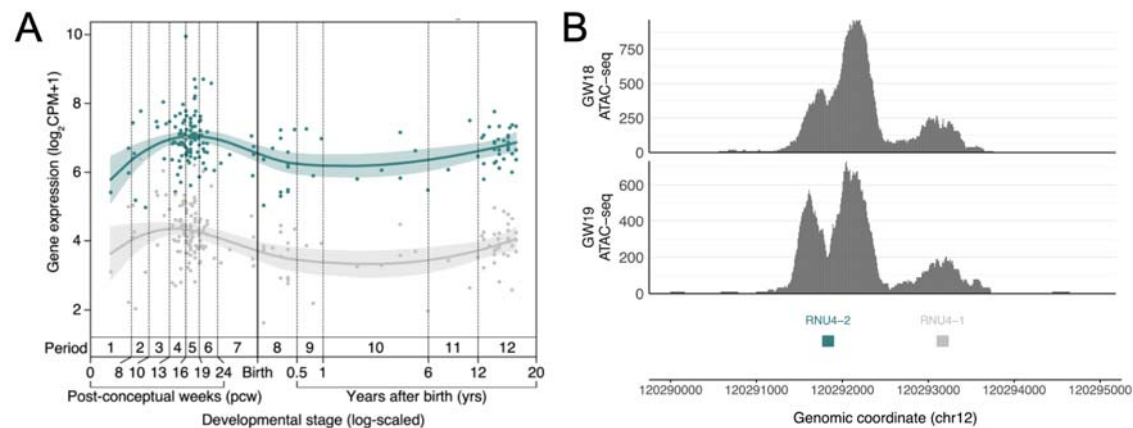 A
Gene expression (log2CPM+1)
10
8
6
4
2
Period 1 2 3 4 5 6 7 8 9 10 11 12
0 8 10 13 16 19 24 Birth 0.5 1 6 12 20
Post-conceptual weeks (pcw) Years after birth (yrs)
Developmental stage (log-scaled)
B
GW18
ATAC-seq
750
500
250
0
GW19
ATAC-seq
600
400
200
0
RNU4-2 RNU4-1
120290000 120291000 120292000 120293000 120294000 120295000
Genomic coordinate (chr12)